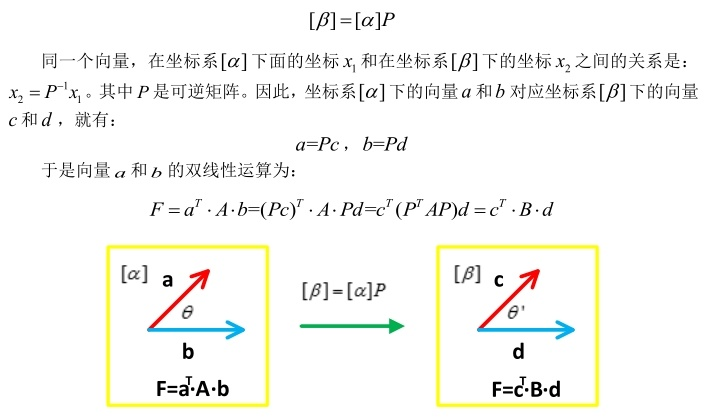 [β]=[α]P
同一个向量，在坐标系[α]下面的坐标x₁和在坐标系[β]下的坐标x₂之间的关系是：
x₂=P⁻¹x₁。其中P是可逆矩阵。因此，坐标系[α]下的向量a和b对应坐标系[β]下的向量
c和d，就有：
a=Pc，b=Pd
于是向量a和b的双线性运算为：
F=aᵀ·A·b=(Pc)ᵀ·A·Pd=cᵀ(PᵀAP)d=cᵀ·B·d
[α] a
θ
b
F=aᵀ·A·b
[β]=[α]P
[β] c
θ'
d
F=cᵀ·B·d